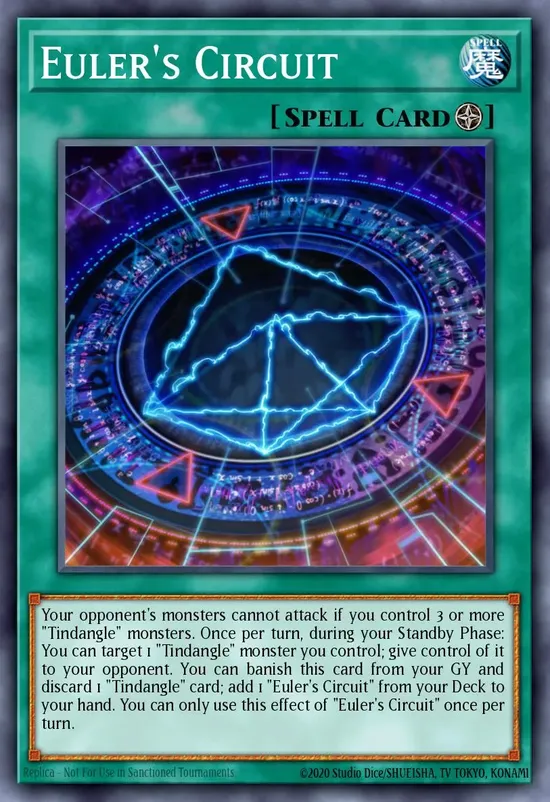 EULER'S CIRCUIT
SPELL
魔
[SPELL CARD]
Your opponent's monsters cannot attack if you control 3 or more
"Tindangle" monsters. Once per turn, during your Standby Phase:
You can target 1 "Tindangle" monster you control; give control of it
to your opponent. You can banish this card from your GY and
discard 1 "Tindangle" card; add 1 "Euler's Circuit" from your Deck to
your hand. You can only use this effect of "Euler's Circuit" once per
turn.
Replica - Not For Use in Sanctioned Tournaments.
©2020 Studio Dice/SHUEISHA, TV TOKYO, KONAMI